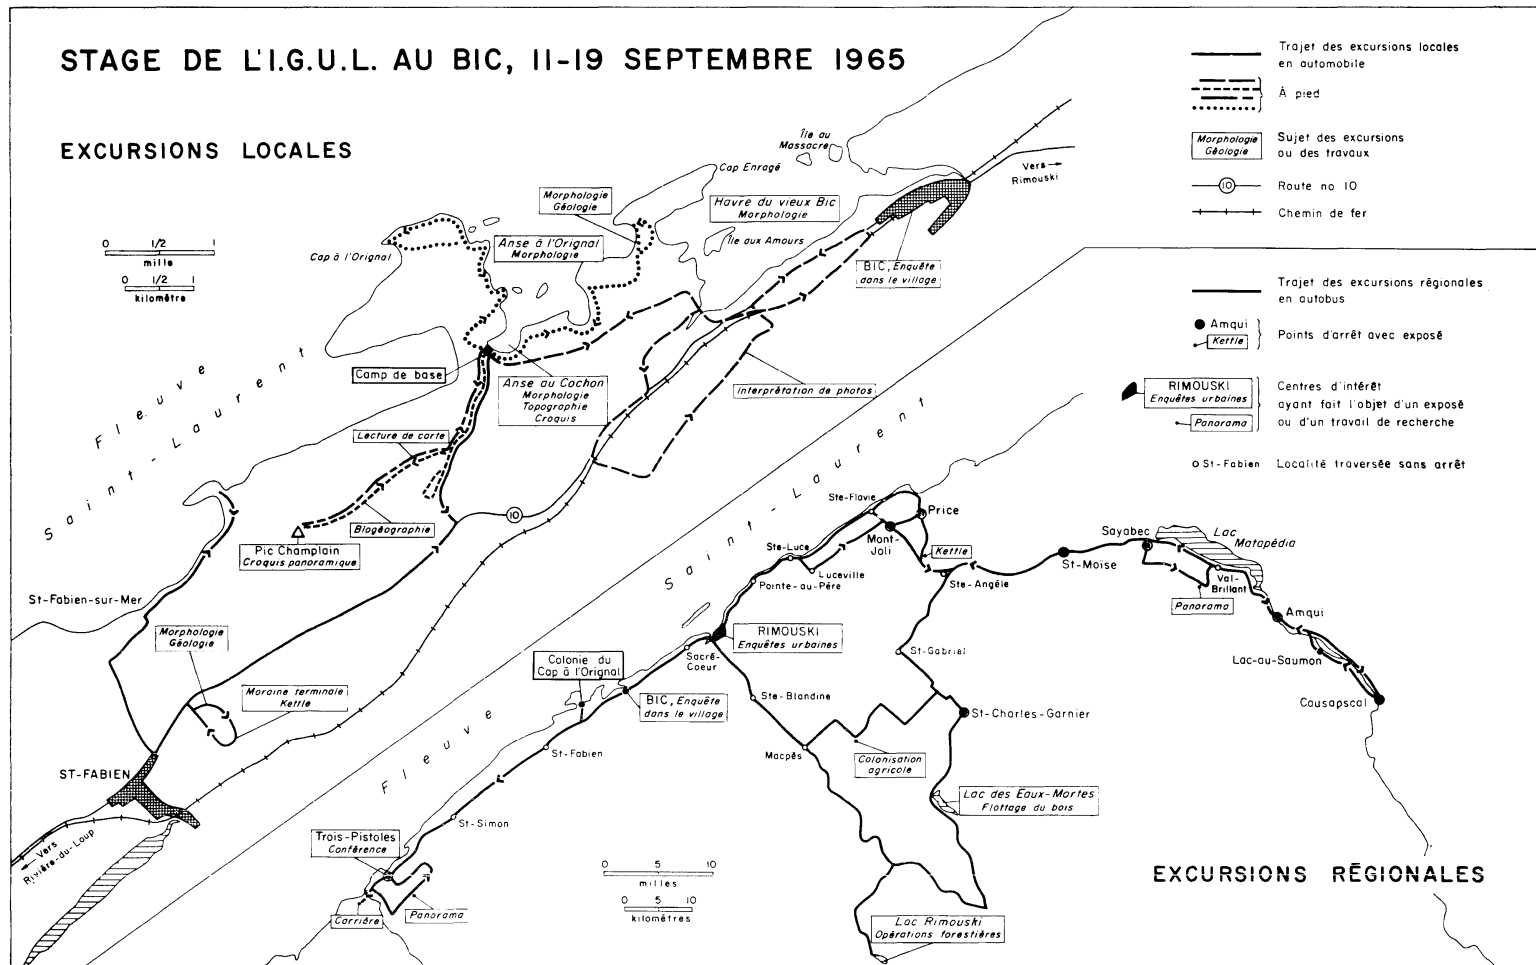 STAGE DE L'I.G.U.L. AU BIC, 11-19 SEPTEMBRE 1965
EXCURSIONS LOCALES
0 1/2 1
mille
0 1/2 1
kilomètre
Trajet des excursions locales
en automobile
À pied
Morphologie
Géologie
Sujet des excursions
ou des travaux
10
Route no 10
Chemin de fer
Île au
Massacre
Cap Enragé
Vers
Rimouski
Morphologie
Géologie
Havre du vieux Bic
Morphologie
Île aux Amours
Cap à l'Orignal
Anse à l'Orignal
Morphologie
BIC, Enquête
dans le village
Camp de base
Anse au Cochon
Morphologie
Topographie
Croquis
Interprétation de photos
Fleuve
Saint-Laurent
Lecture de carte
Biogéographie
10
Pic Champlain
Croquis panoramique
St-Fabien-sur-Mer
Morphologie
Géologie
Moraine terminale
Kettle
ST-FABIEN
Vers
Rivière-du-Loup
Trajet des excursions régionales
en autobus
Amqui
Kettle
Points d'arrêt avec exposé
RIMOUSKI
Enquêtes urbaines
Panorama
Centres d'intérêt
ayant fait l'objet d'un exposé
ou d'un travail de recherche
St-Fabien
Localité traversée sans arrêt
Fleuve
Saint-Laurent
Ste-Flavie
Price
Mont-
Joli
Kettle
Ste-Luce
Luceville
Pointe-au-Père
Ste-Angèle
St-Moïse
Sayabec
Lac
Matapédia
Val-
Brillant
Panorama
Amqui
Lac-au-Saumon
Causapscal
RIMOUSKI
Enquêtes urbaines
Sacré-
Coeur
St-Gabriel
Colonie du
Cap à l'Orignal
BIC, Enquête
dans le village
Ste-Blandine
St-Charles-Garnier
St-Fabien
Macpès
Colonisation
agricole
Lac des Eaux-Mortes
Flottage du bois
St-Simon
Trois-Pistoles
Conférence
Panorama
Carrière
0 5 10
milles
0 5 10
kilomètres
Lac Rimouski
Opérations forestières
EXCURSIONS RÉGIONALES